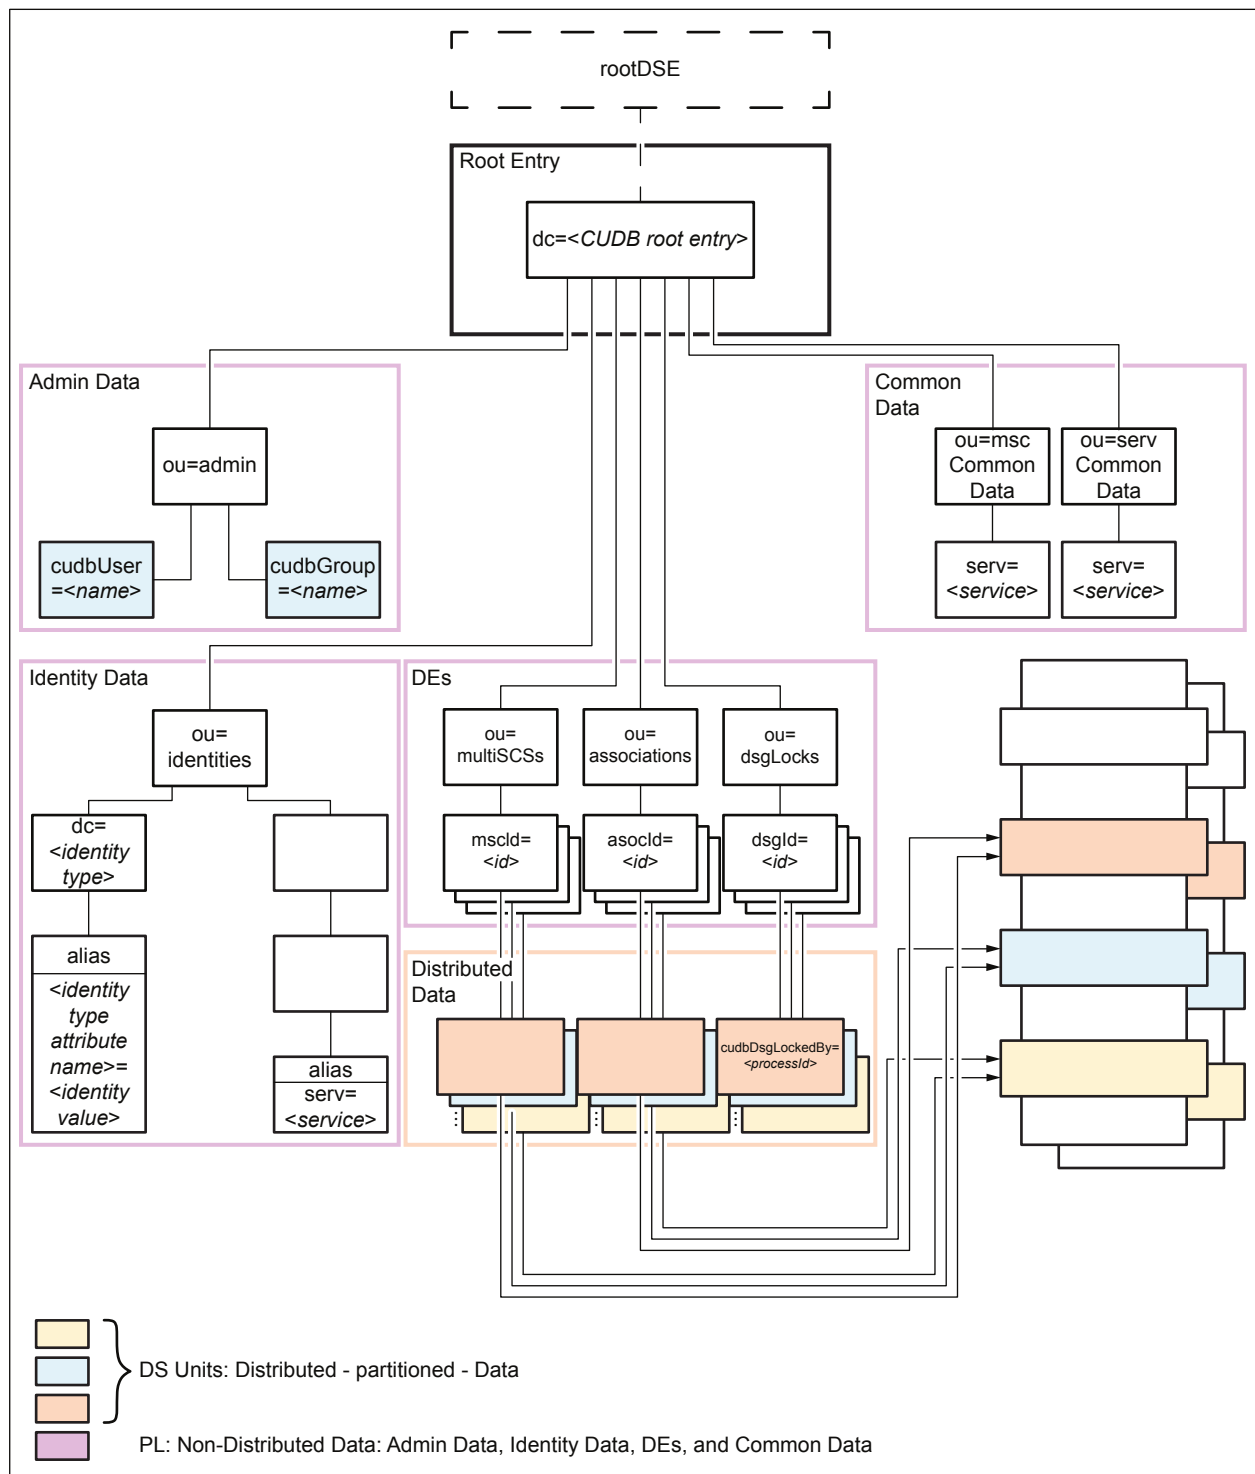 rootDSE
Root Entry
dc=<CUDB root entry>
Admin Data
ou=admin
cudbUser
=<name>
cudbGroup
=<name>
Common
Data
ou=msc
Common
Data
ou=serv
Common
Data
serv=
<service>
serv=
<service>
Identity Data
ou=
identities
dc=
<identity
type>
alias
<identity
type
attribute
name>=
<identity
value>
alias
serv=
<service>
DEs
ou=
multiSCSs
ou=
associations
ou=
dsgLocks
mscId=
<id>
asocId=
<id>
dsgId=
<id>
Distributed
Data
cudbDsgLockedBy=
<processId>
DS Units: Distributed - partitioned - Data
PL: Non-Distributed Data: Admin Data, Identity Data, DEs, and Common Data